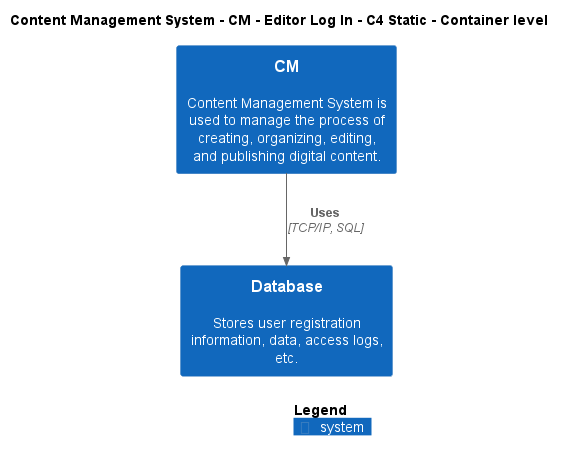 Content Management System - CM - Editor Log In - C4 Static - Container level
CM
Content Management System is
used to manage the process of
creating, organizing, editing,
and publishing digital content.
Uses
[TCP/IP, SQL]
Database
Stores user registration
information, data, access logs,
etc.
Legend
system